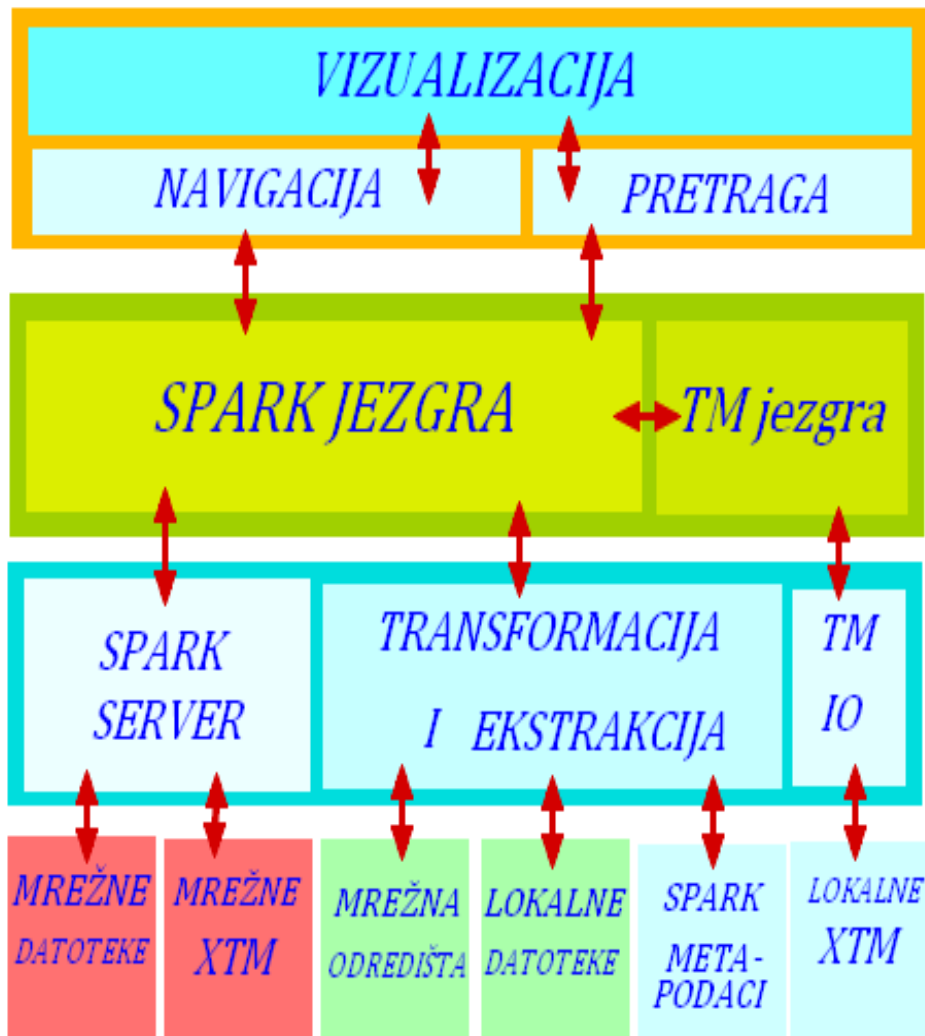 VIZUALIZACIJA
NAVIGACIJA
PRETRAGA
SPARK JEZGRA
TM jezgra
SPARK
SERVER
TRANSFORMACIJA
I EKSTRAKCIJA
TM
IO
MREŽNE
DATOTEKE
MREŽNE
XTM
MREŽNA
ODREDIŠTA
LOKALNE
DATOTEKE
SPARK
META-
PODACI
LOKALNE
XTM